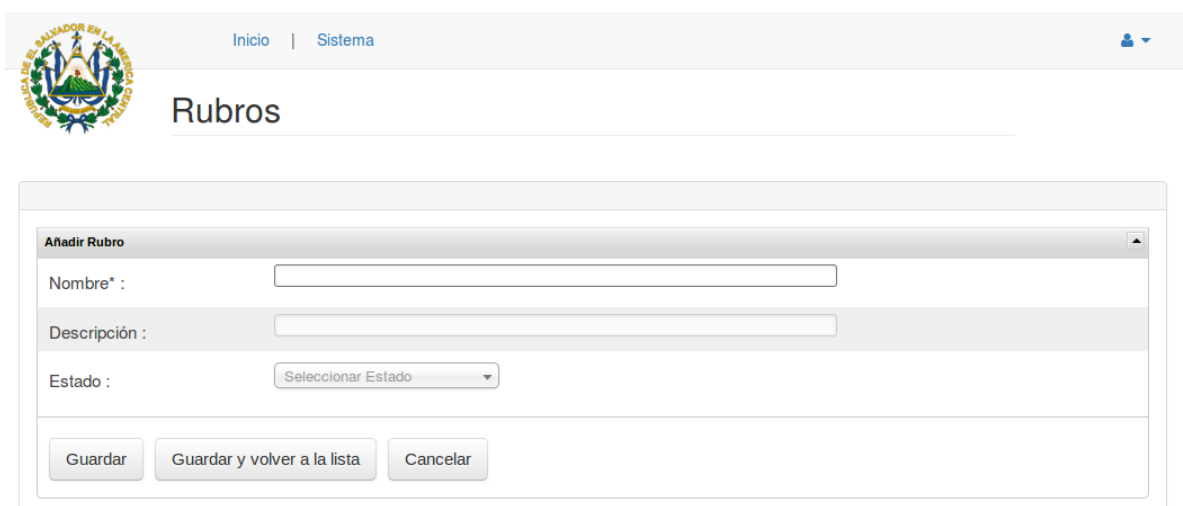 REPUBLICA DE EL SALVADOR EN LA AMERICA CENTRAL
Inicio | Sistema
Rubros
Añadir Rubro
Nombre* :
Descripción :
Estado : Seleccionar Estado
Guardar Guardar y volver a la lista Cancelar